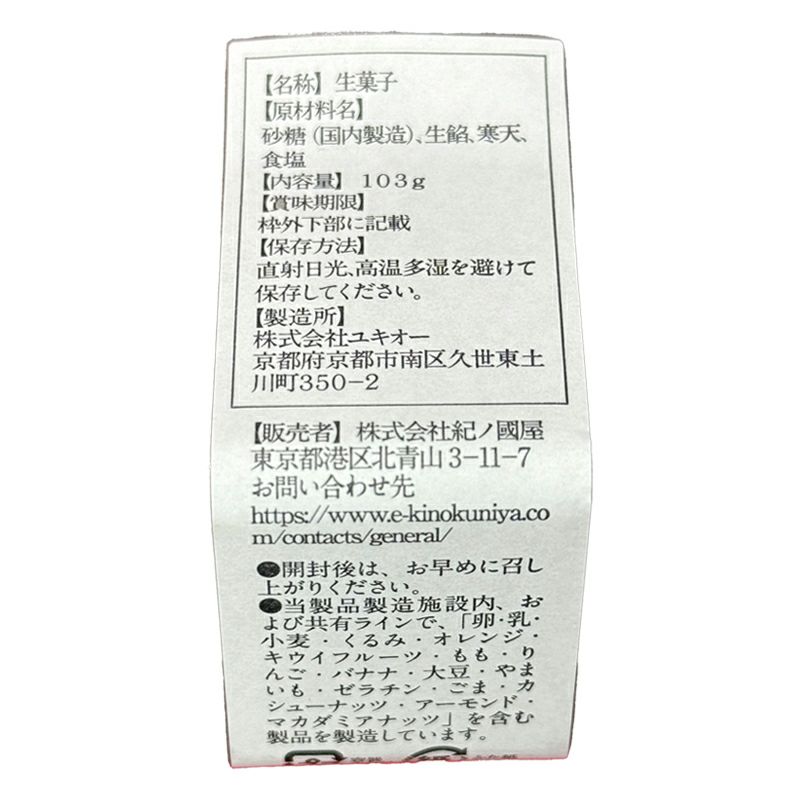 【名称】生菓子
【原材料名】
砂糖(国内製造)、生餡、寒天、
食塩
【内容量】103g
【賞味期限】
枠外下部に記載
【保存方法】
直射日光、高温多湿を避けて
保存してください。
【製造所】
株式会社ユキオー
京都府京都市南区久世東土
川町350-2
【販売者】株式会社紀ノ國屋
東京都港区北青山3-11-7
お問い合わせ先
https://www.e-kinokuniya.co
m/contacts/general/
●開封後は、お早めに召し
上がりください。
●当製品製造施設内、お
よび共有ラインで、「卵・乳・
小麦・くるみ・オレンジ・
キウイフルーツ・もも・り
んご・バナナ・大豆・やま
いも・ゼラチン・ごま・カ
シューナッツ・アーモンド・
マカダミアナッツ」を含む
製品を製造しています。